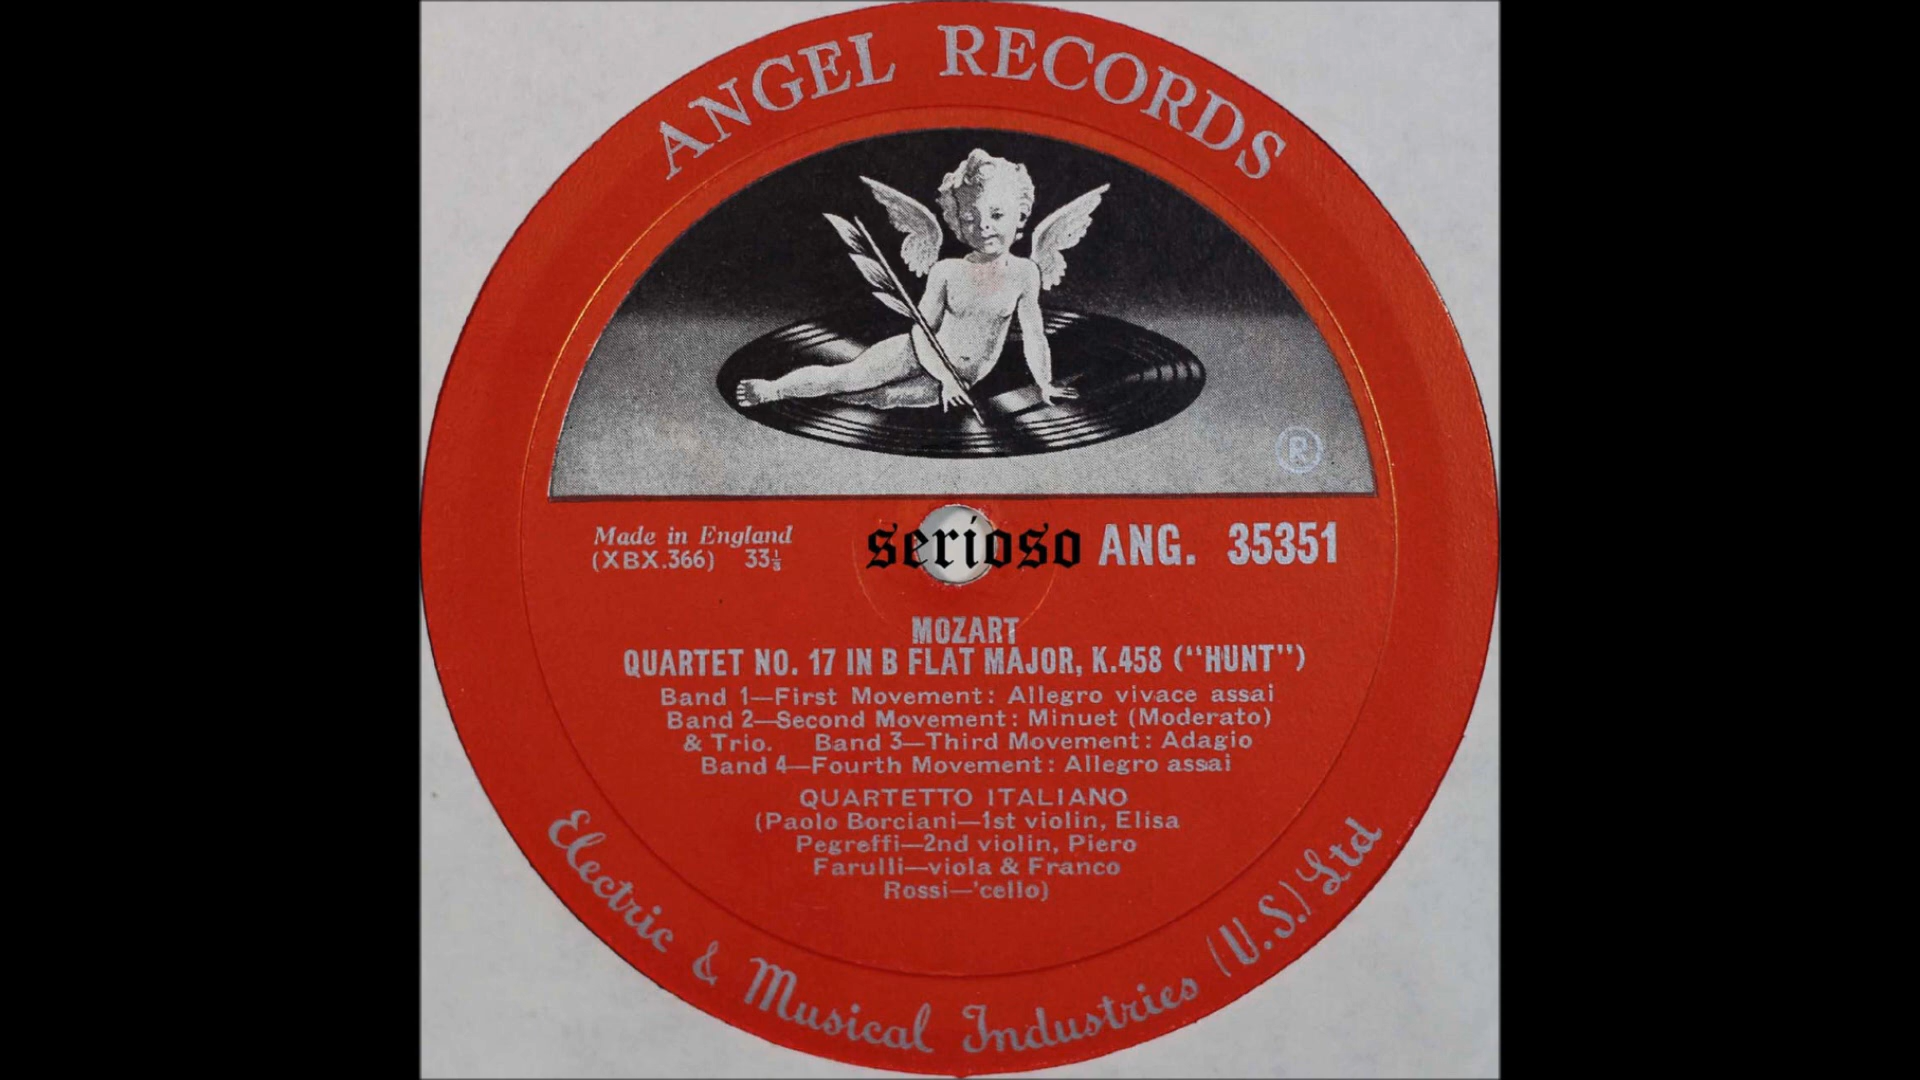 ANGEL RECORDS
®
Made in England
(XBX.366) 33⅓
serioso
ANG. 35351
MOZART
QUARTET NO. 17 IN B FLAT MAJOR, K.458 ("HUNT")
Band 1—First Movement: Allegro vivace assai
Band 2—Second Movement: Minuet (Moderato)
& Trio. Band 3—Third Movement: Adagio
Band 4—Fourth Movement: Allegro assai
QUARTETTO ITALIANO
(Paolo Borciani—1st violin, Elisa
Pegreffi—2nd violin, Piero
Farulli—viola & Franco
Rossi—'cello)
Electric & Musical Industries (U.S.) Ltd